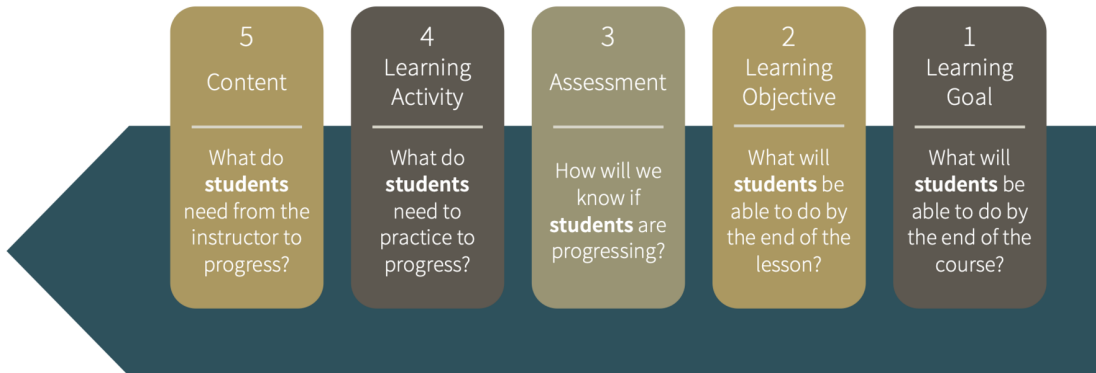 5
Content
What do
students
need from the
instructor to
progress?
4
Learning
Activity
What do
students
need to
practice to
progress?
3
Assessment
How will we
know if
students are
progressing?
2
Learning
Objective
What will
students be
able to do by
the end of the
lesson?
1
Learning
Goal
What will
students be
able to do by
the end of the
course?